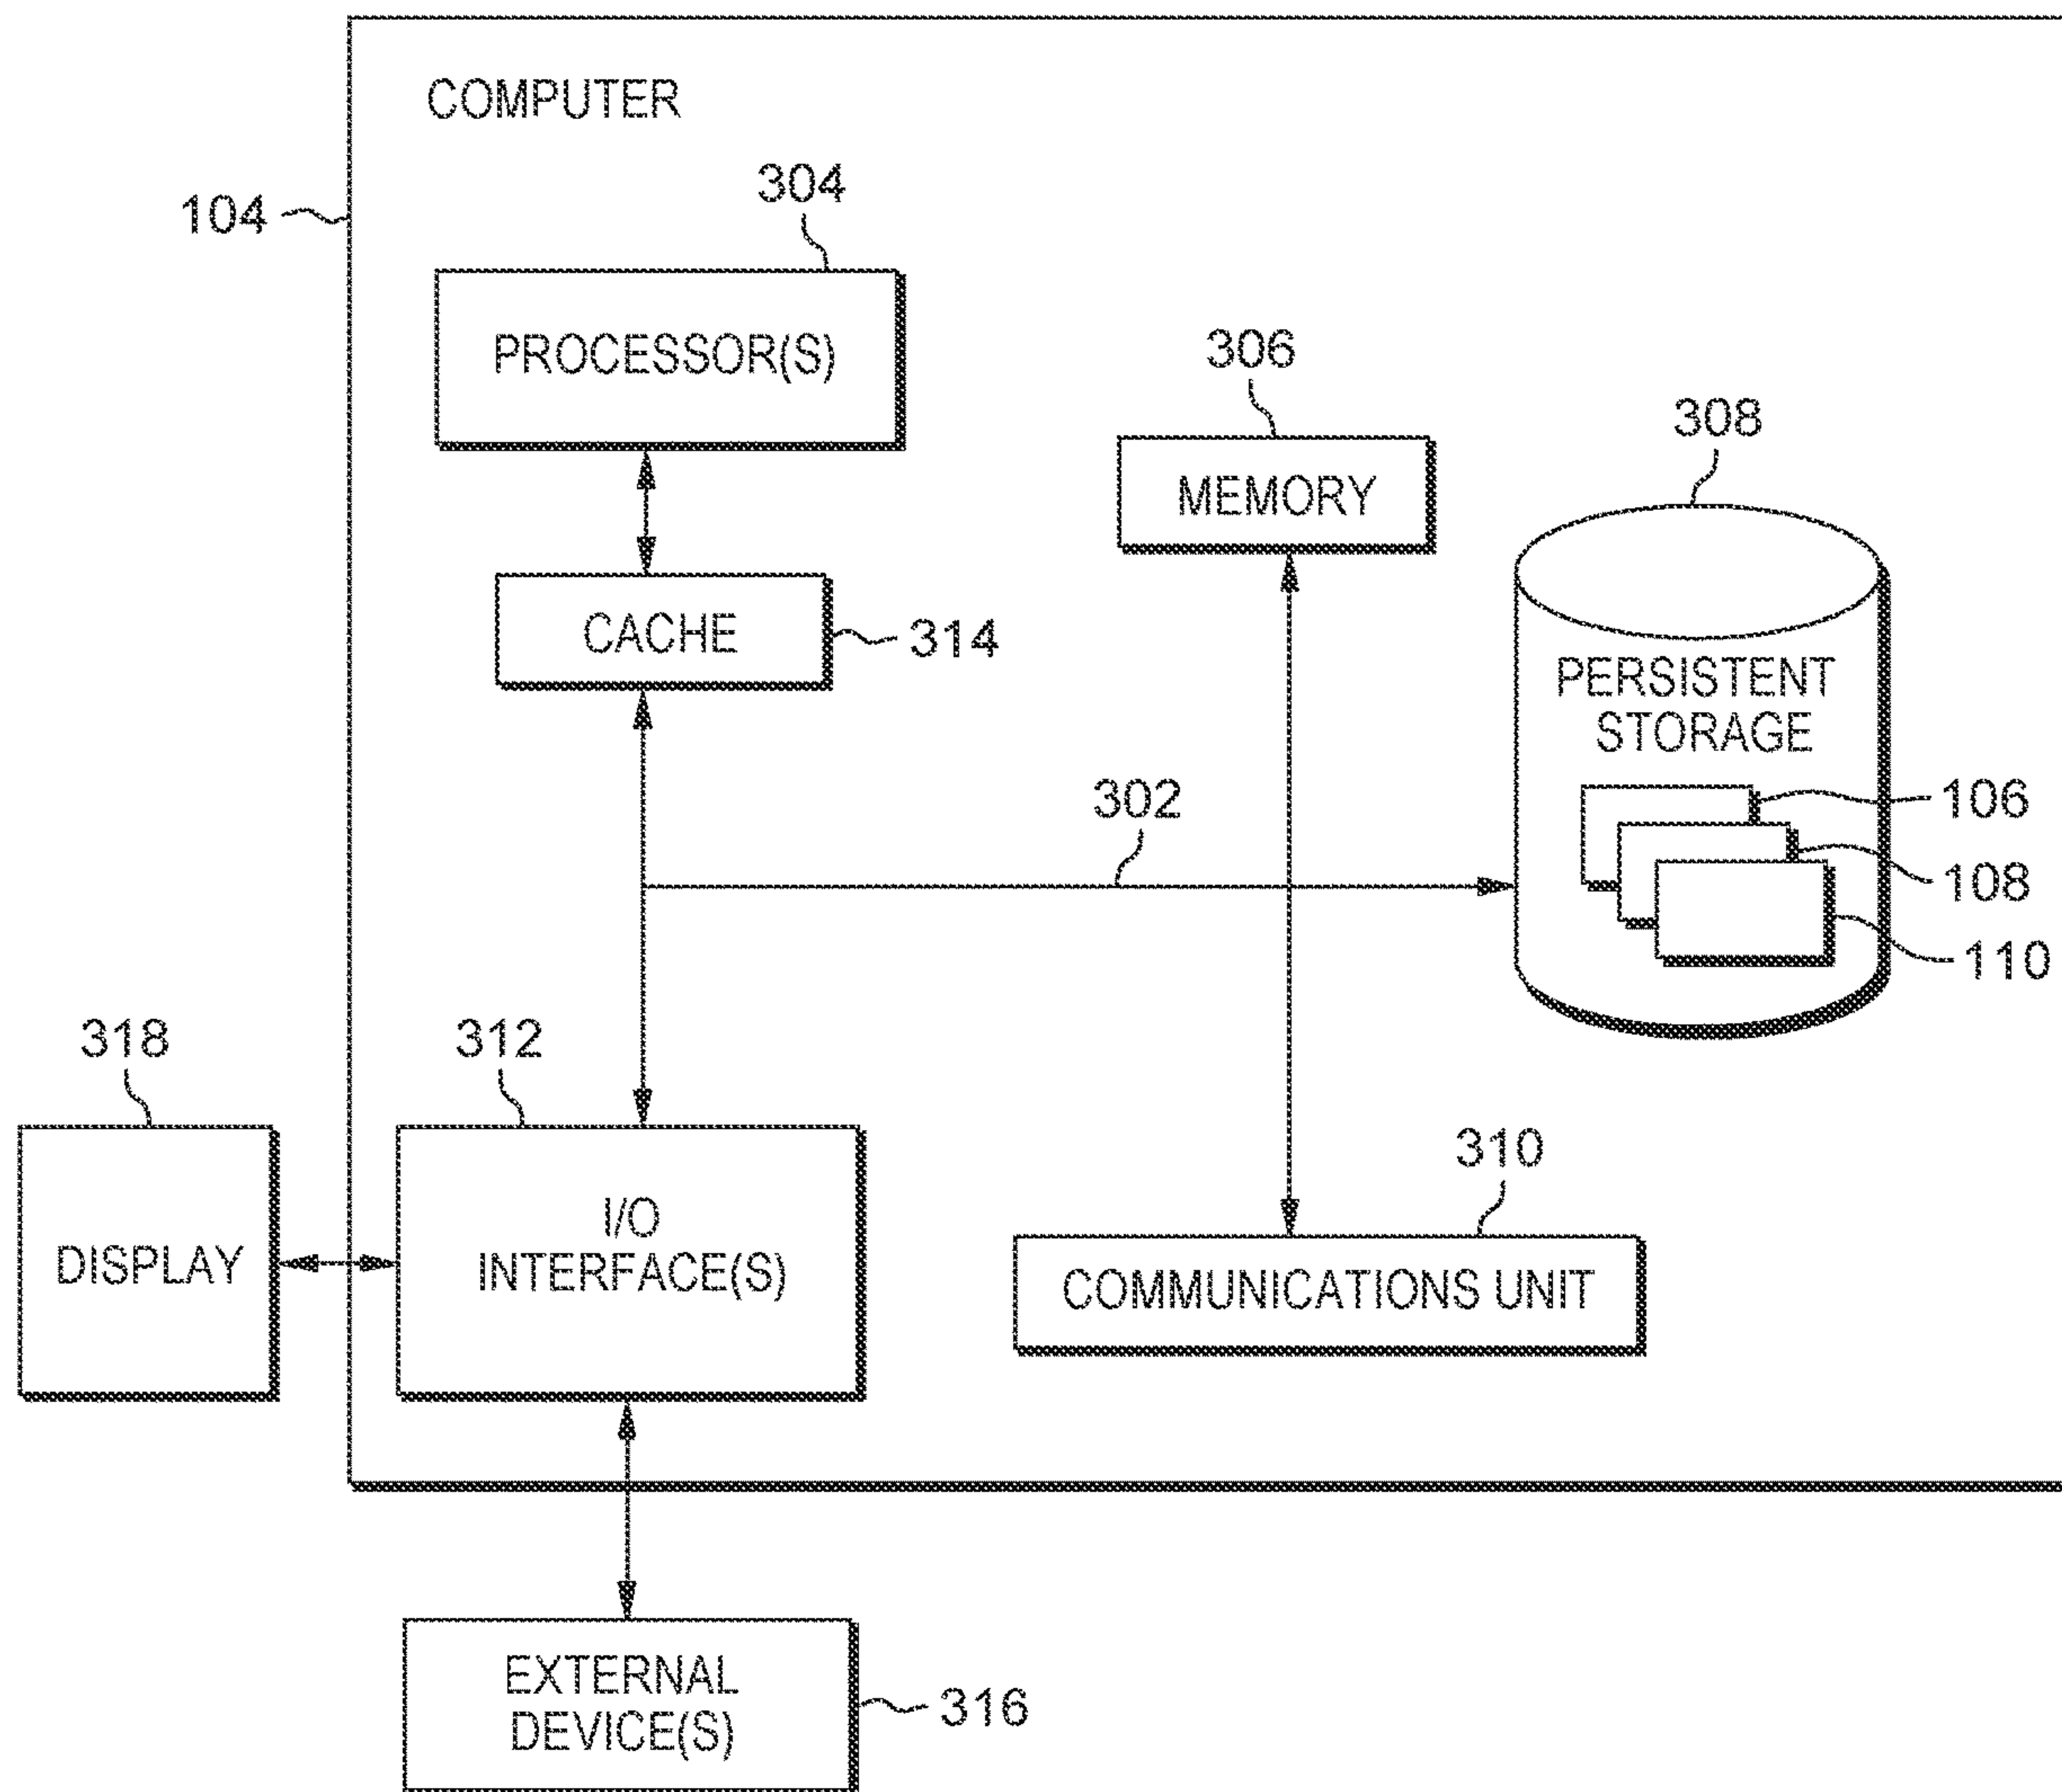 COMPUTER
304
104
PROCESSOR(S)
306
308
MEMORY
CACHE
314
PERSISTENT
STORAGE
302
106
108
110
318
312
310
I/O
INTERFACE(S)
DISPLAY
COMMUNICATIONS UNIT
EXTERNAL
DEVICE(S)
316